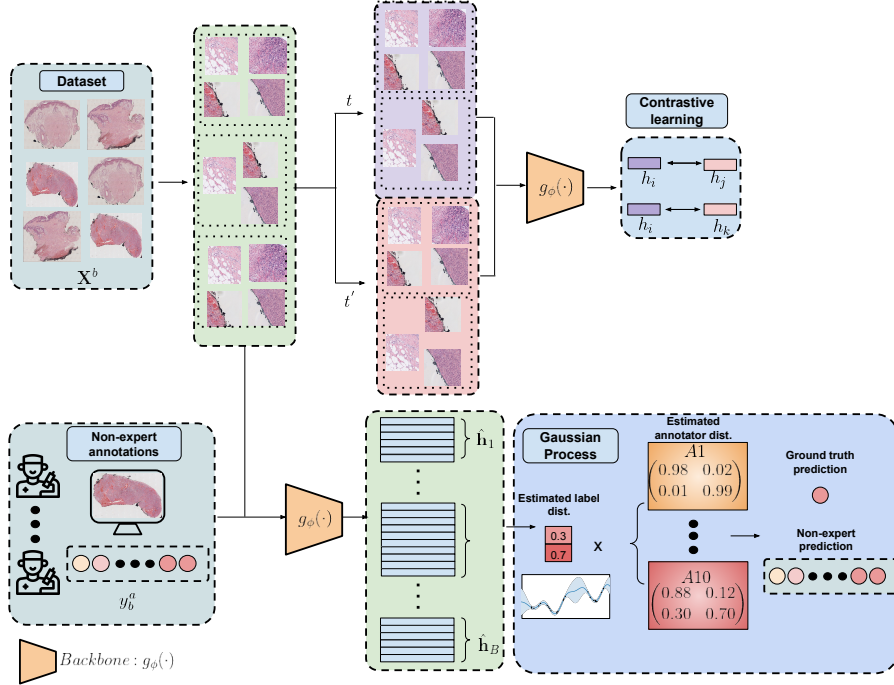 Dataset
X^b
t
t'
g_ϕ(·)
Contrastive
learning
h_i
h_j
h_i
h_k
Non-expert
annotations
y_b^a
g_ϕ(·)
Backbone : g_ϕ(·)
ĥ_1
ĥ_B
Gaussian
Process
Estimated label
dist.
0.3
0.7
X
Estimated
annotator dist.
A1
0.98 0.02
0.01 0.99
A10
0.88 0.12
0.30 0.70
Ground truth
prediction
Non-expert
prediction